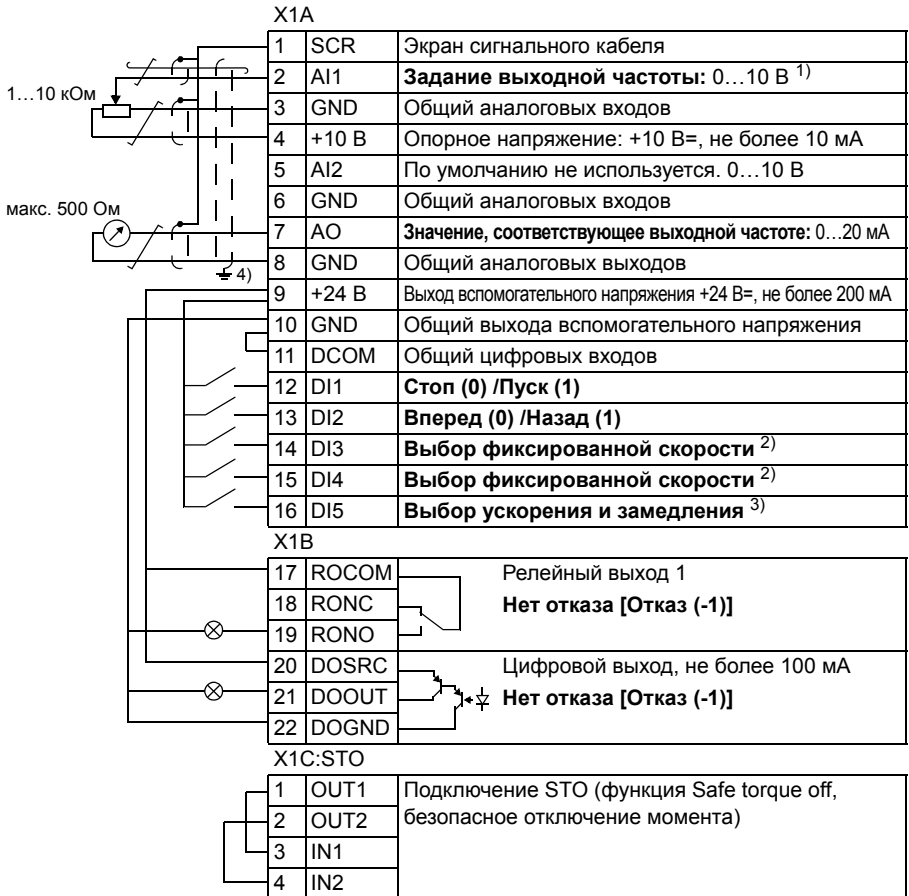 X1A
1 SCR Экран сигнального кабеля
2 AI1 Задание выходной частоты: 0…10 В 1)
1…10 кОм
3 GND Общий аналоговых входов
4 +10 В Опорное напряжение: +10 В=, не более 10 мА
5 AI2 По умолчанию не используется. 0…10 В
6 GND Общий аналоговых входов
макс. 500 Ом
7 AO Значение, соответствующее выходной частоте: 0…20 мА
8 GND Общий аналоговых выходов
4)
9 +24 В Выход вспомогательного напряжения +24 В=, не более 200 мА
10 GND Общий выхода вспомогательного напряжения
11 DCOM Общий цифровых входов
12 DI1 Стоп (0) /Пуск (1)
13 DI2 Вперед (0) /Назад (1)
14 DI3 Выбор фиксированной скорости 2)
15 DI4 Выбор фиксированной скорости 2)
16 DI5 Выбор ускорения и замедления 3)
X1B
17 ROCOM Релейный выход 1
18 RONC Нет отказа [Отказ (-1)]
19 RONO
20 DOSRC Цифровой выход, не более 100 мА
21 DOOUT Нет отказа [Отказ (-1)]
22 DOGND
X1C:STO
1 OUT1 Подключение STO (функция Safe torque off,
2 OUT2 безопасное отключение момента)
3 IN1
4 IN2